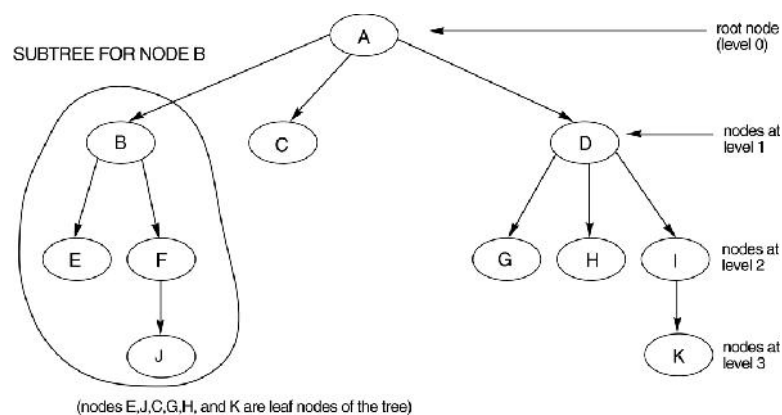 A
root node
(level 0)
SUBTREE FOR NODE B
B
C
D
nodes at
level 1
E
F
G
H
I
nodes at
level 2
J
K
nodes at
level 3
(nodes E,J,C,G,H, and K are leaf nodes of the tree)